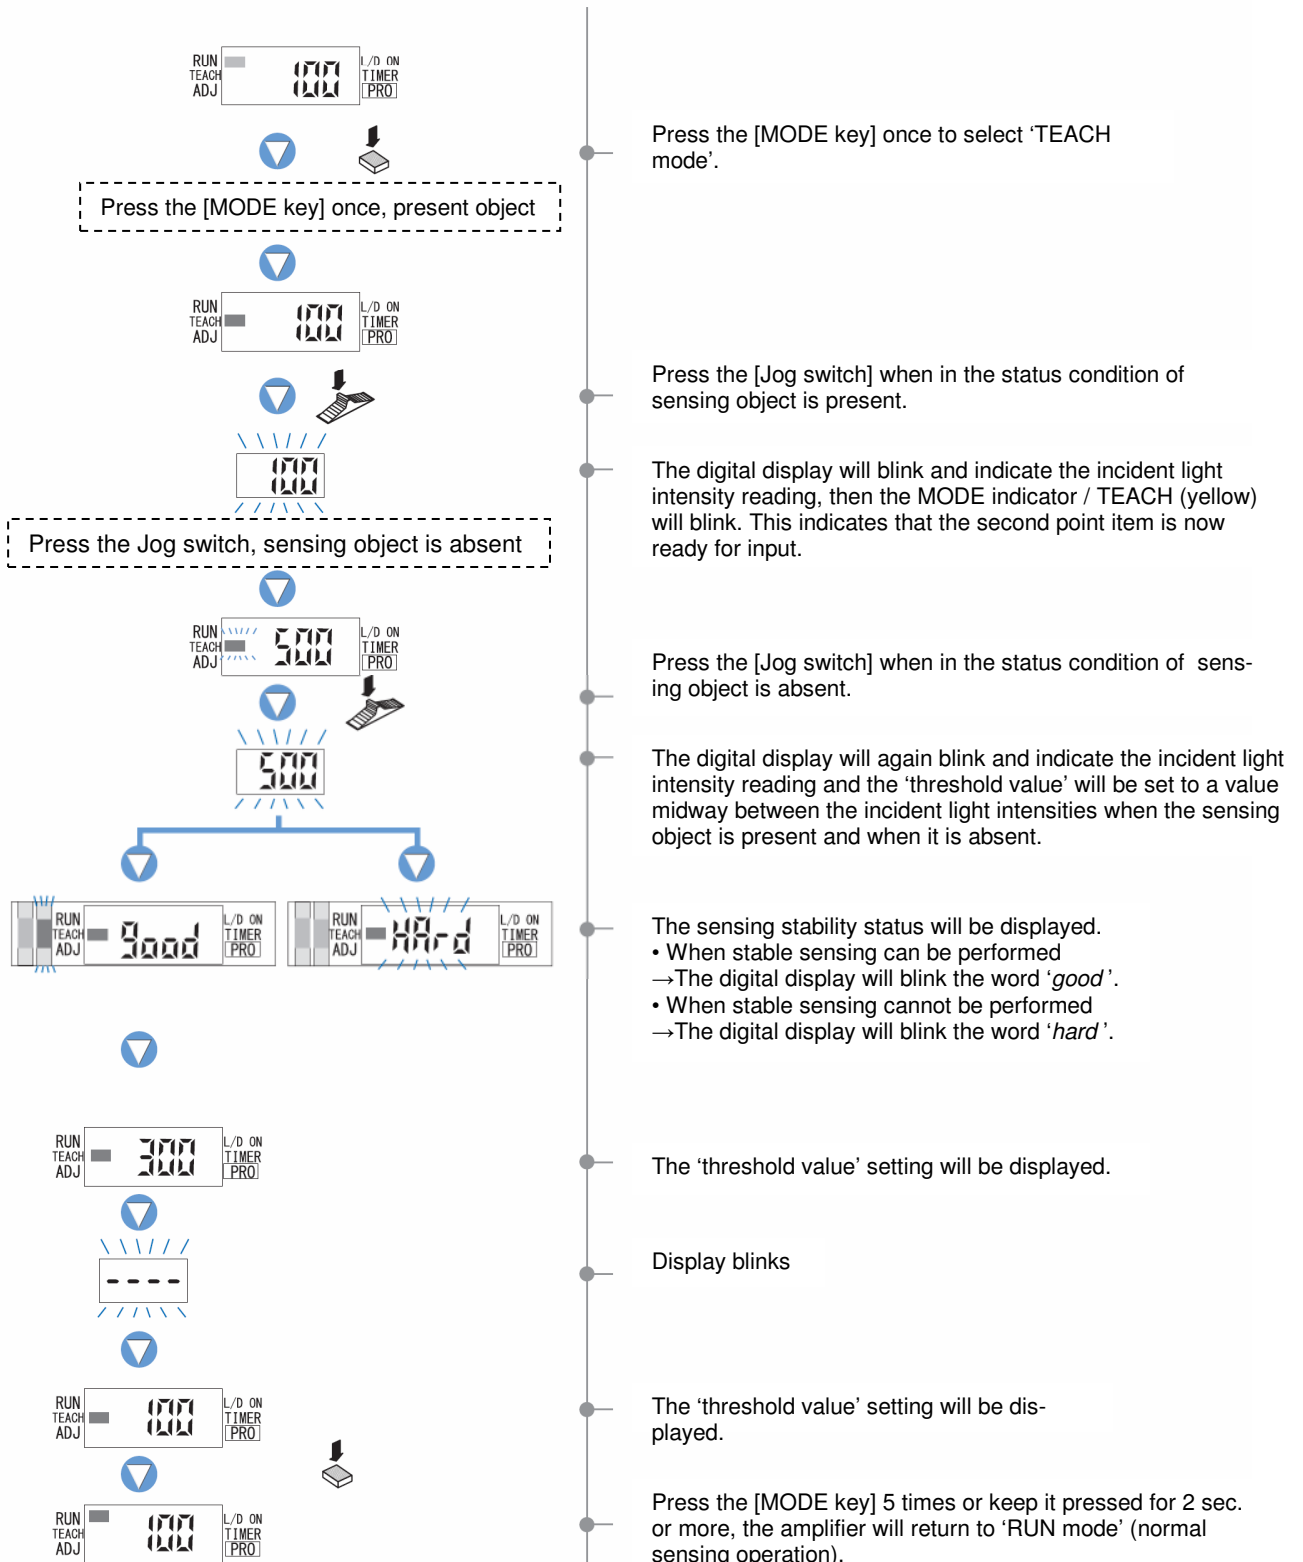 RUN
TEACH
ADJ
100
L/D ON
TIMER
PRO
Press the [MODE key] once to select ‘TEACH
mode’.
Press the [MODE key] once, present object
RUN
TEACH
ADJ
100
L/D ON
TIMER
PRO
Press the [Jog switch] when in the status condition of
sensing object is present.
100
The digital display will blink and indicate the incident light
intensity reading, then the MODE indicator / TEACH (yellow)
will blink. This indicates that the second point item is now
ready for input.
Press the Jog switch, sensing object is absent
RUN
TEACH
ADJ
500
L/D ON
TIMER
PRO
Press the [Jog switch] when in the status condition of sens-
ing object is absent.
500
The digital display will again blink and indicate the incident light
intensity reading and the ‘threshold value’ will be set to a value
midway between the incident light intensities when the sensing
object is present and when it is absent.
RUN
TEACH
ADJ
good
L/D ON
TIMER
PRO
RUN
TEACH
ADJ
HArd
L/D ON
TIMER
PRO
The sensing stability status will be displayed.
• When stable sensing can be performed
→The digital display will blink the word ‘good ’.
• When stable sensing cannot be performed
→The digital display will blink the word ‘hard ’.
RUN
TEACH
ADJ
300
L/D ON
TIMER
PRO
The ‘threshold value’ setting will be displayed.
- - - -
Display blinks
RUN
TEACH
ADJ
100
L/D ON
TIMER
PRO
The ‘threshold value’ setting will be dis-
played.
RUN
TEACH
ADJ
100
L/D ON
TIMER
PRO
Press the [MODE key] 5 times or keep it pressed for 2 sec.
or more, the amplifier will return to ‘RUN mode’ (normal
sensing operation).